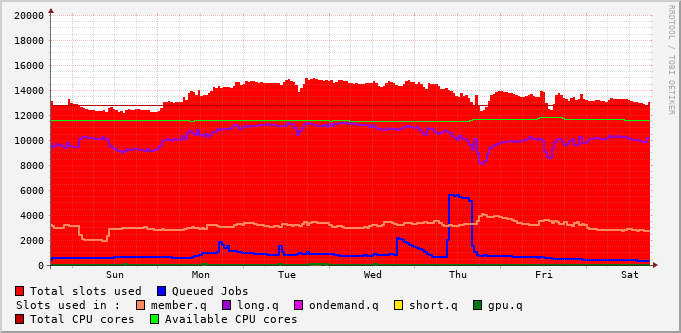 20000
18000
16000
14000
12000
10000
8000
6000
4000
2000
0
Sun Mon Tue Wed Thu Fri Sat
RRDTOOL / TOBI OETIKER
Total slots used Queued Jobs
Slots used in : member.q long.q ondemand.q short.q gpu.q
Total CPU cores Available CPU cores